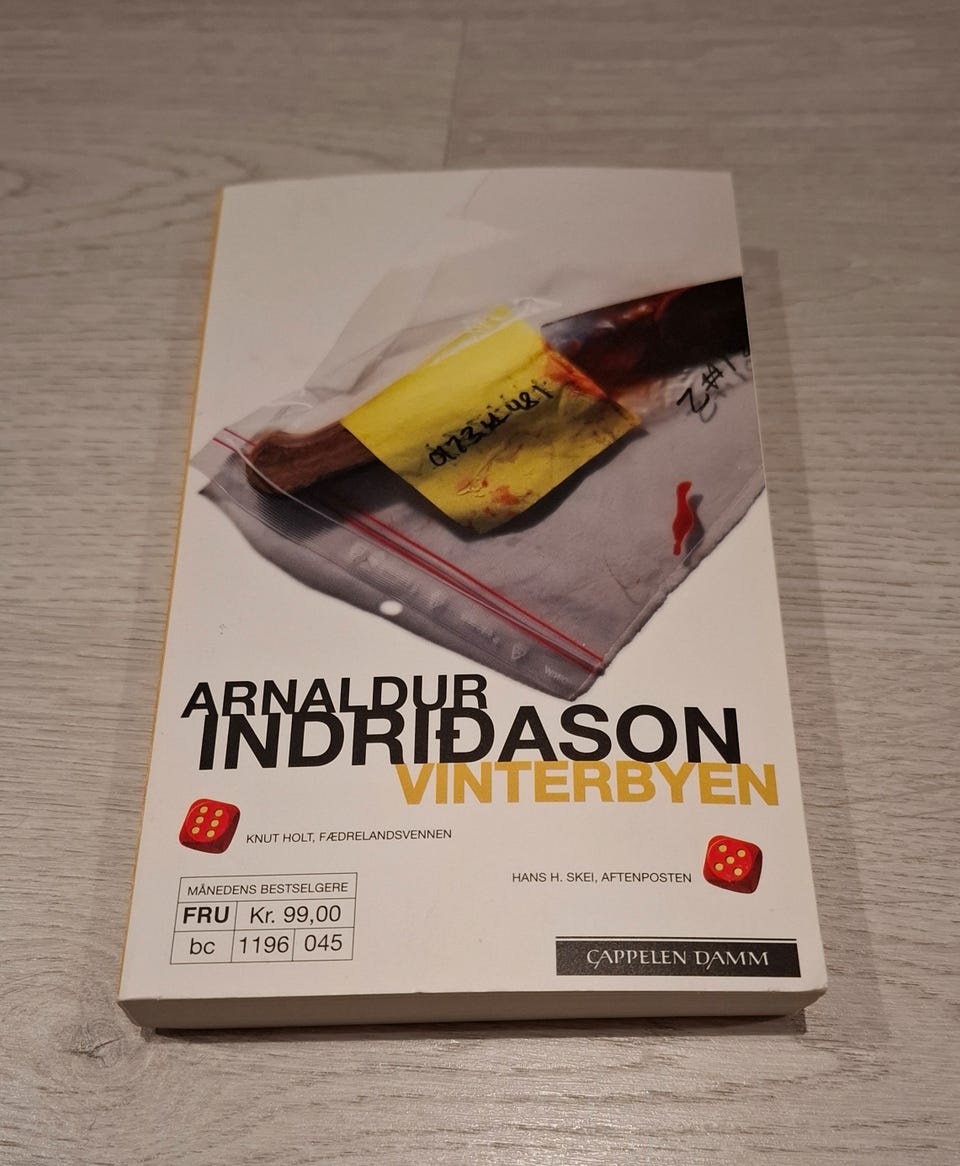 ARNALDUR
INDRIÐASON
VINTERBYEN
KNUT HOLT, FÆDRELANDSVENNEN
HANS H. SKEI, AFTENPOSTEN
MÅNEDENS BESTSELGERE
FRU Kr. 99,00
bc 1196 045
CAPPELEN DAMM